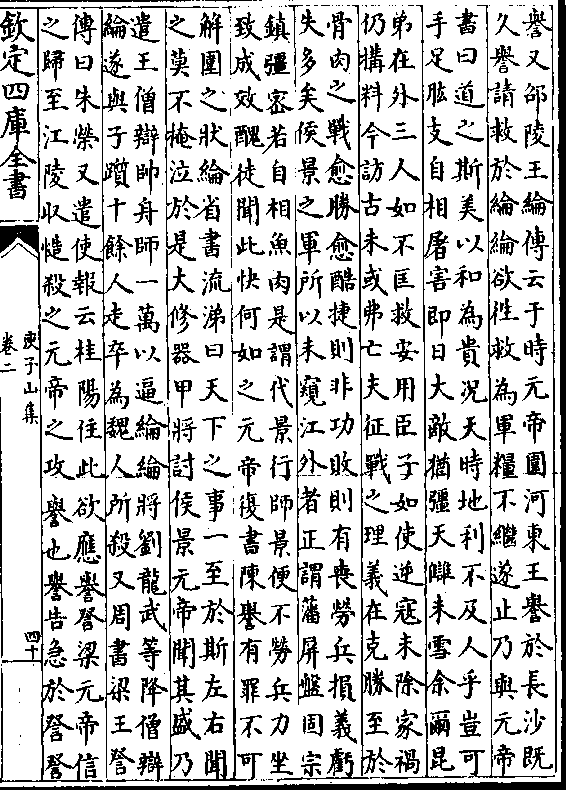 譽又邵陵王綸傳云于時元帝圍河東王譽於長沙既
久譽請救於綸綸欲往救為軍糧不繼遂止乃與元帝
書曰道之斯美以和為貴况天時地利不及人乎豈可
手足肱支自相屠害即日大敵猶彊天讎未雪余爾昆
弟在外三人如不匡救安用臣子如使逆寇未除家禍
仍搆料今訪古未或弗亡夫征戰之理義在克勝至於
骨肉之戰愈勝愈酷捷則非功敗則有喪勞兵損義虧
失多矣侯景之軍所以未窺江外者正謂藩屏盤固宗
鎮彊宻若自相魚肉是謂代景行師景便不勞兵力坐
致成效醜徒聞此快何如之元帝復書陳譽有罪不可
解圍之狀綸省書流涕曰天下之事一至於斯左右聞
之莫不掩泣於是大修器甲將討侯景元帝聞其盛乃
遣王僧辯帥舟師一萬以逼綸綸將劉龍武等降僧辯
綸遂與子躓十餘人走卒為魏人所殺又周書梁王詧
傳曰朱榮又遣使報云桂陽住此欲應譽詧梁元帝信
之歸至江陵收慥殺之元帝之攻譽也譽告急於詧詧
欽定四庫全書
庾子山集
卷二
四十